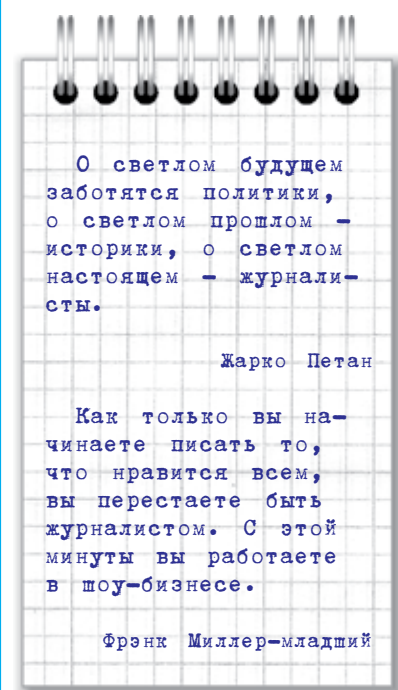 О светлом будущем
заботятся политики,
о светлом прошлом –
историки, о светлом
настоящем – журнали–
сты.
Жарко Петан
Как только вы на–
чинаете писать то,
что нравится всем,
вы перестаете быть
журналистом. С этой
минуты вы работаете
в шоу–бизнесе.
Фрэнк Миллер–младший